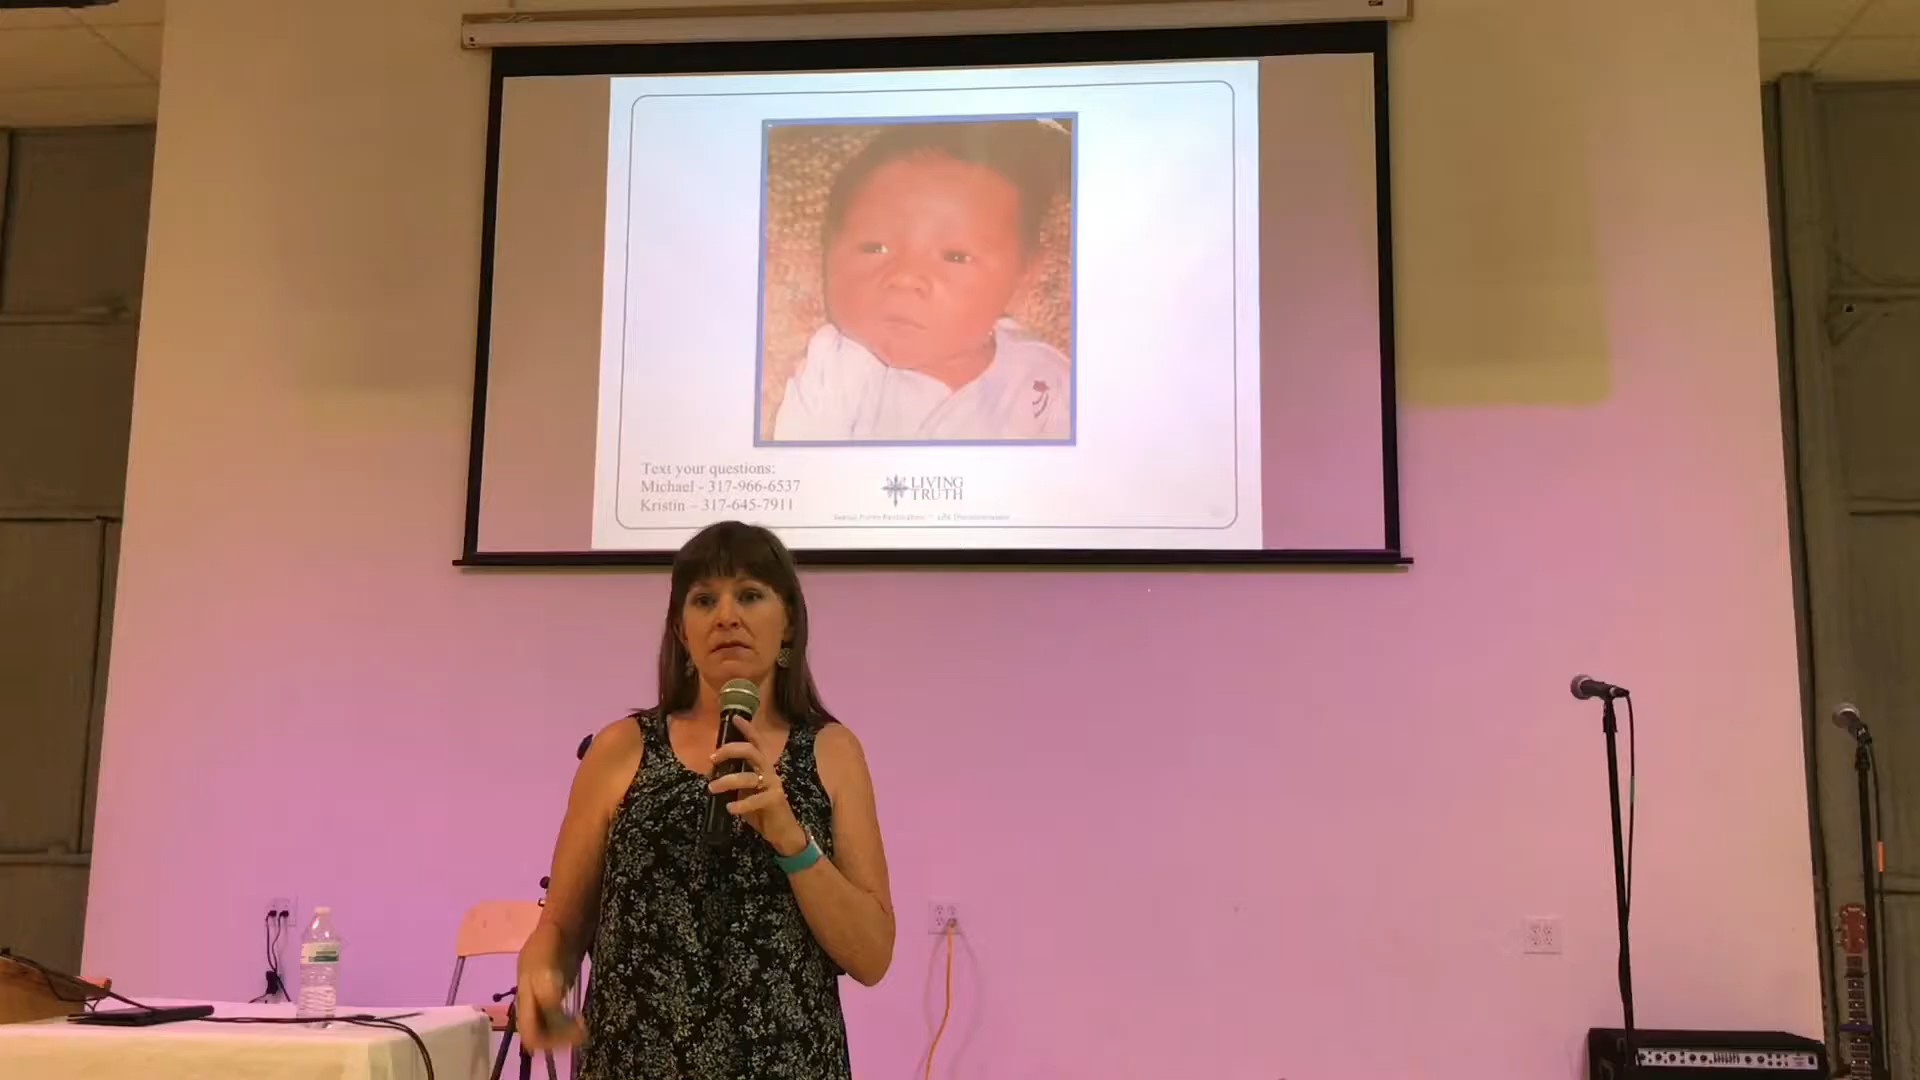 Text your questions:
Michael - 317-966-6537
Kristin - 317-645-7911
LIVING
TRUTH